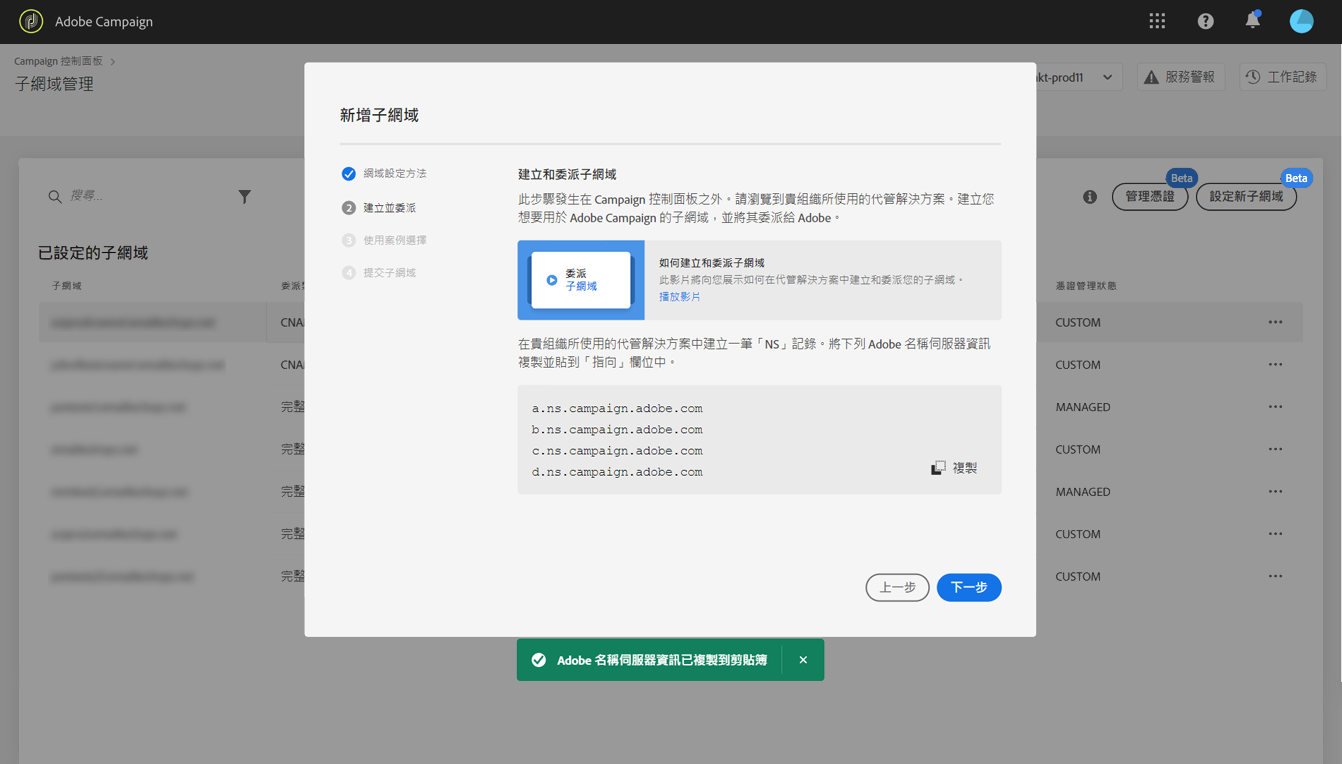 Adobe Campaign
Campaign 控制面板
子網域管理
kt-prod11
服務警報
工作記錄
搜尋...
Beta
管理憑證
Beta
設定新子網域
已設定的子網域
子網域
委派
憑證管理狀態
CNA
CUSTOM
CNA
CUSTOM
完整
MANAGED
完整
CUSTOM
完整
MANAGED
完整
CUSTOM
完整
CUSTOM
新增子網域
網域設定方法
2 建立並委派
3 使用案例選擇
4 提交子網域
建立和委派子網域
此步驟發生在 Campaign 控制面板之外。請瀏覽到貴組織所使用的代管解決方案。建立您
想要用於 Adobe Campaign 的子網域，並將其委派給 Adobe。
委派
子網域
如何建立和委派子網域
此影片將向您展示如何在代管解決方案中建立和委派您的子網域。
播放影片
在貴組織所使用的代管解決方案中建立一筆「NS」記錄。將下列 Adobe 名稱伺服器資訊
複製並貼到「指向」欄位中。
a.ns.campaign.adobe.com
b.ns.campaign.adobe.com
c.ns.campaign.adobe.com
d.ns.campaign.adobe.com
複製
上一步
下一步
Adobe 名稱伺服器資訊已複製到剪貼簿